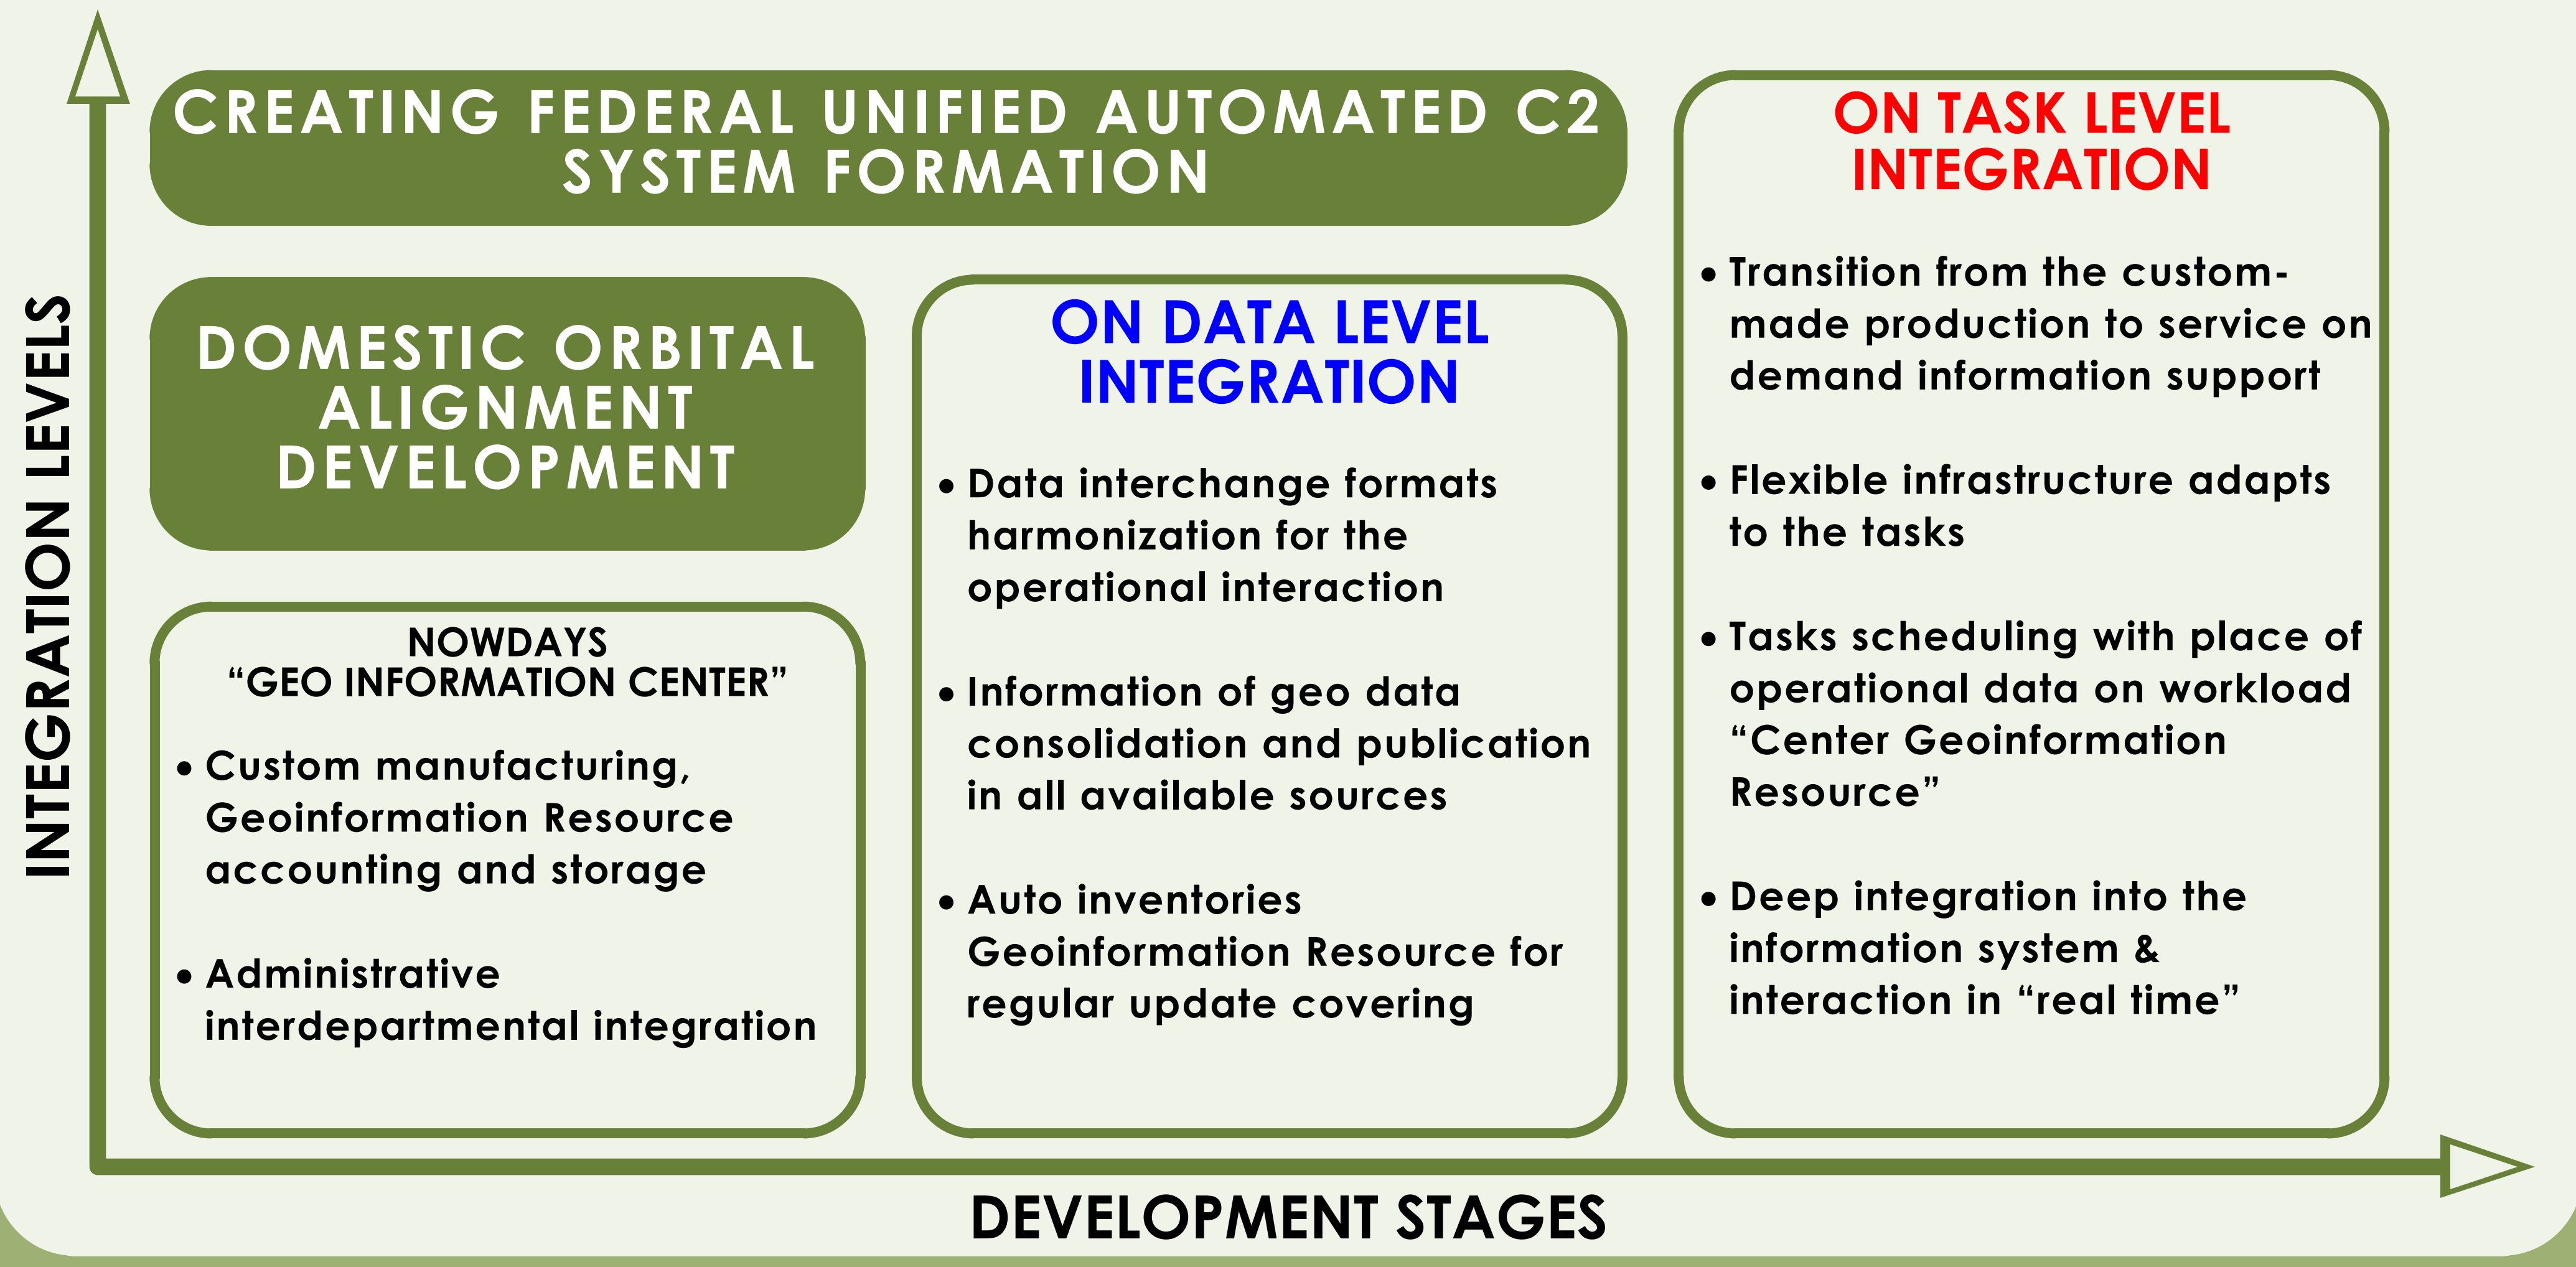 INTEGRATION LEVELS
CREATING FEDERAL UNIFIED AUTOMATED C2
SYSTEM FORMATION
DOMESTIC ORBITAL
ALIGNMENT
DEVELOPMENT
NOWDAYS
“GEO INFORMATION CENTER”
• Custom manufacturing,
Geoinformation Resource
accounting and storage
• Administrative
interdepartmental integration
ON DATA LEVEL
INTEGRATION
• Data interchange formats
harmonization for the
operational interaction
• Information of geo data
consolidation and publication
in all available sources
• Auto inventories
Geoinformation Resource for
regular update covering
ON TASK LEVEL
INTEGRATION
• Transition from the custom-
made production to service on
demand information support
• Flexible infrastructure adapts
to the tasks
• Tasks scheduling with place of
operational data on workload
“Center Geoinformation
Resource”
• Deep integration into the
information system &
interaction in “real time”
DEVELOPMENT STAGES